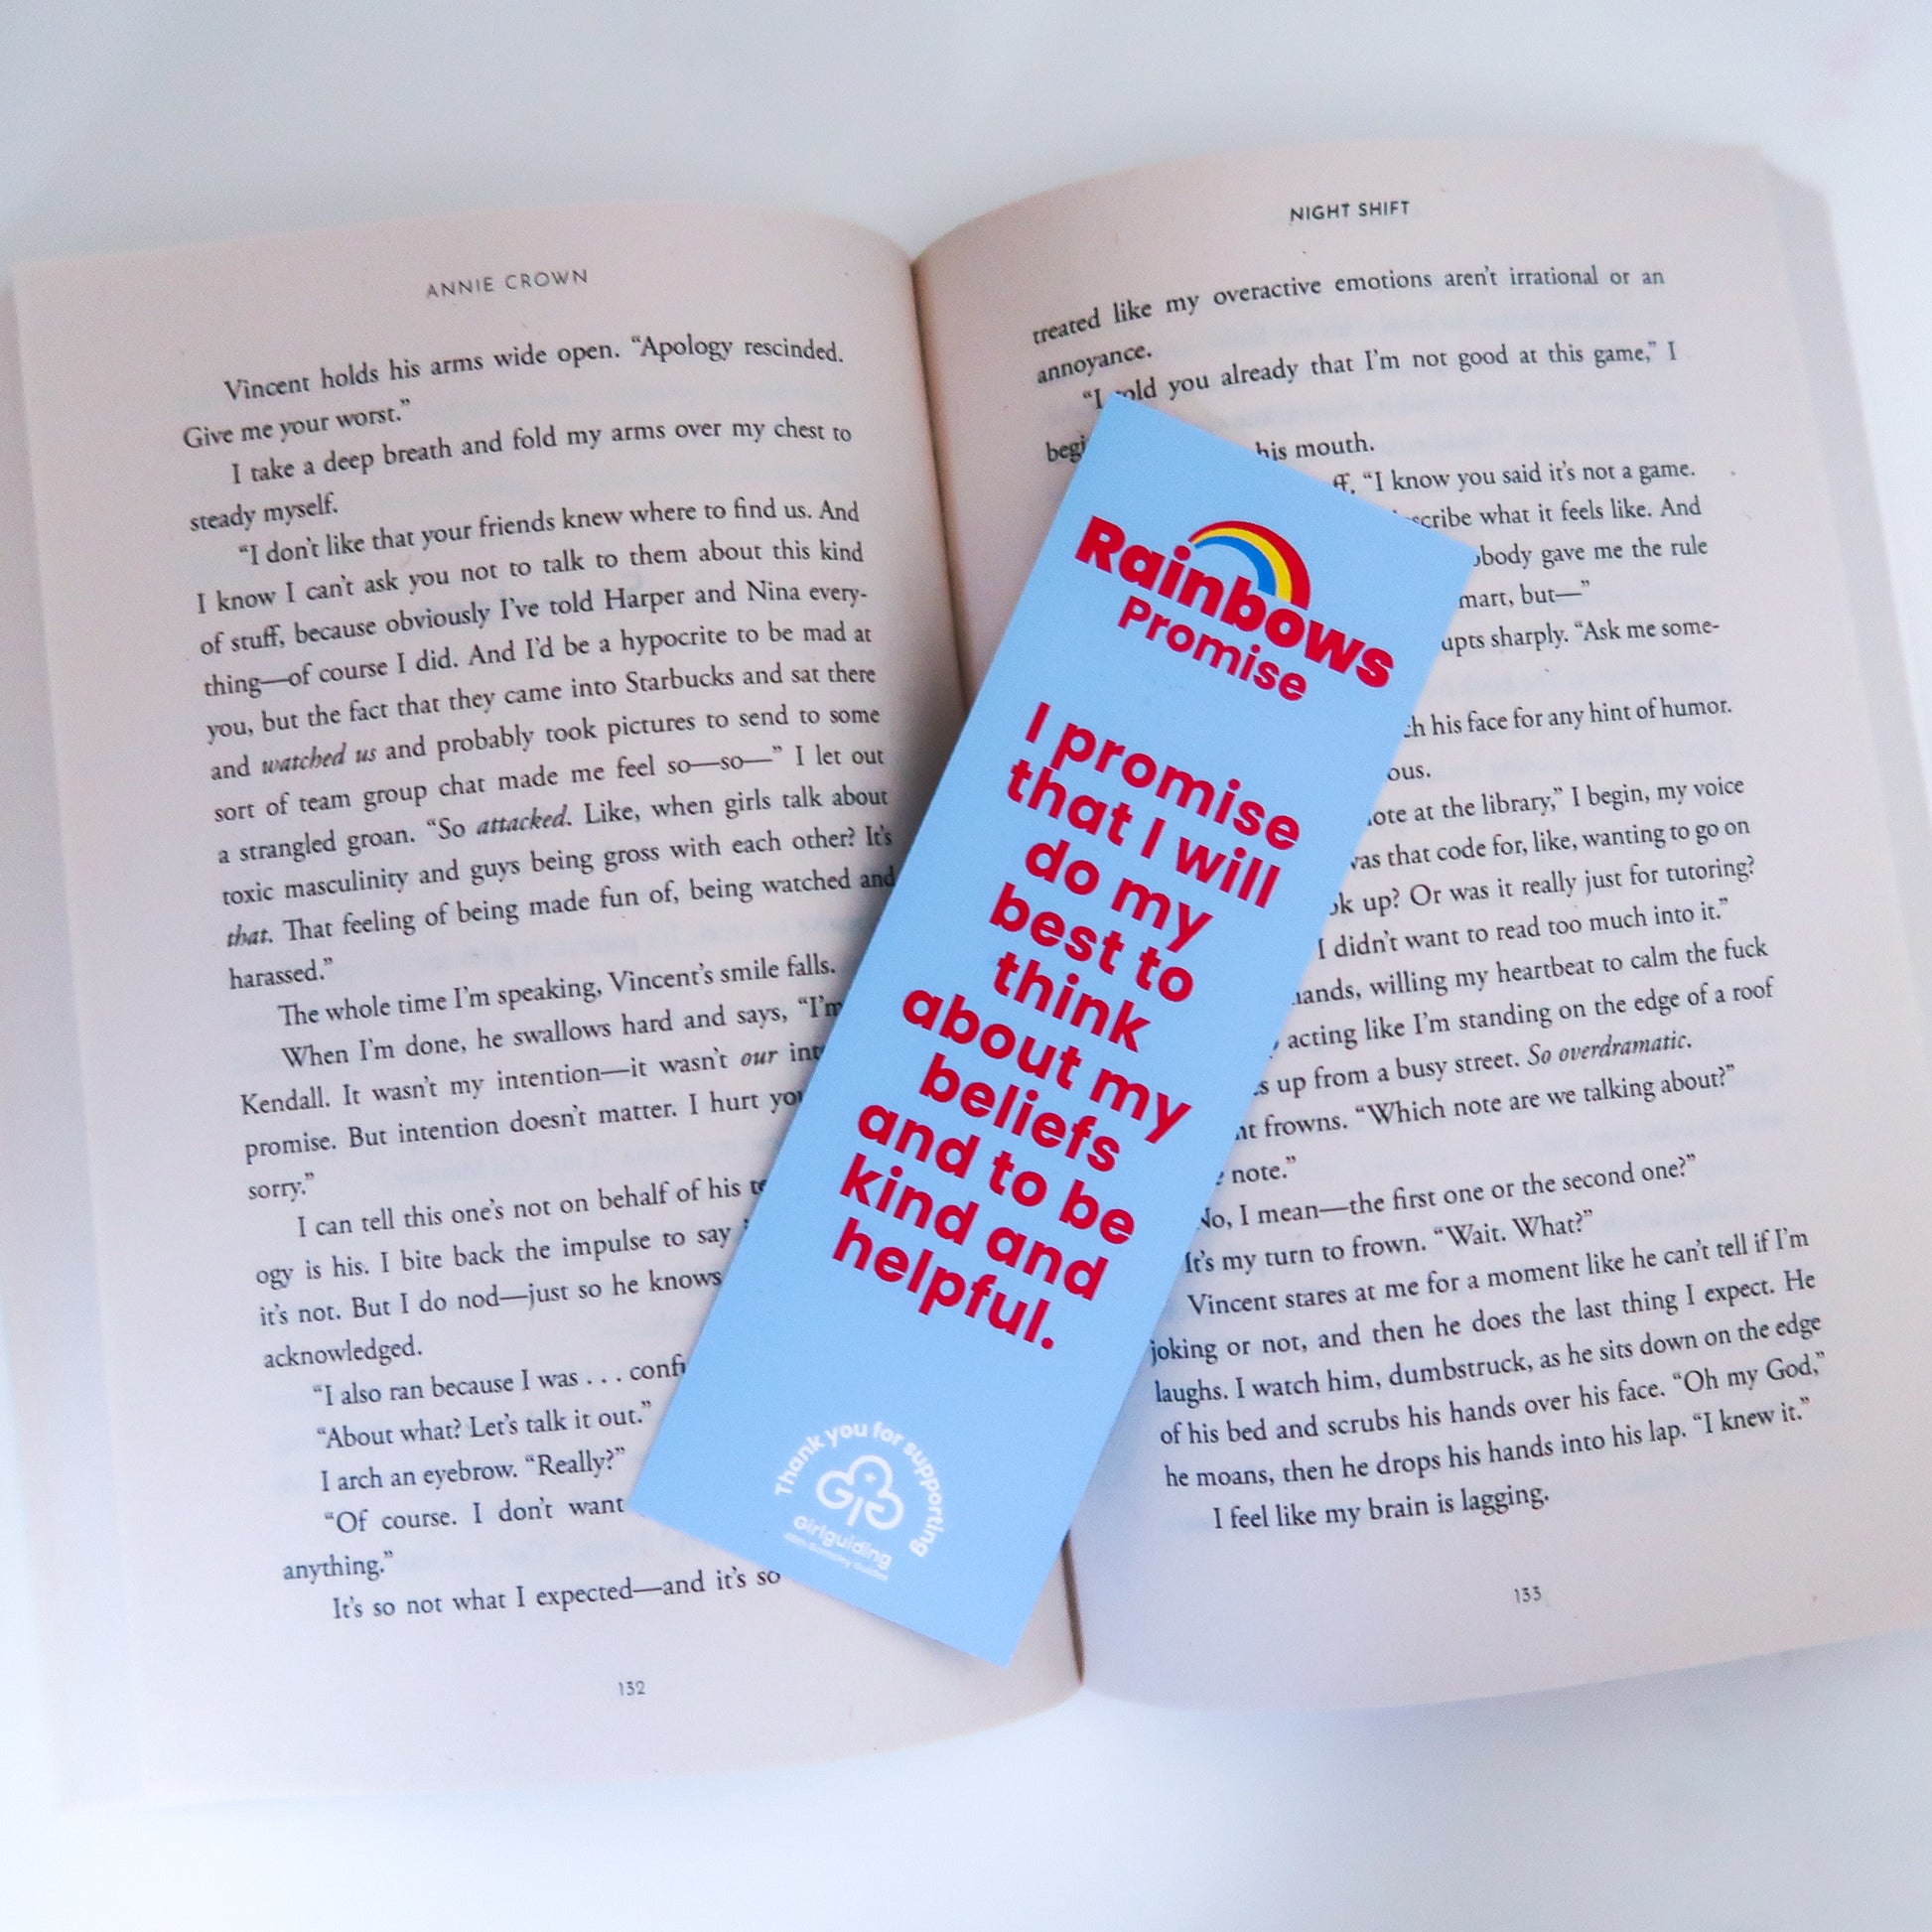 ANNIE CROWN
Vincent holds his arms wide open. “Apology rescinded.
Give me your worst.”
I take a deep breath and fold my arms over my chest to
steady myself.
“I don’t like that your friends knew where to find us. And
I know I can’t ask you not to talk to them about this kind
of stuff, because obviously I’ve told Harper and Nina every-
thing—of course I did. And I’d be a hypocrite to be mad at
you, but the fact that they came into Starbucks and sat there
and watched us and probably took pictures to send to some
sort of team group chat made me feel so—so—” I let out
a strangled groan. “So attacked. Like, when girls talk about
toxic masculinity and guys being gross with each other? It’s
that. That feeling of being made fun of, being watched and
harassed.”
The whole time I’m speaking, Vincent’s smile falls.
When I’m done, he swallows hard and says, “I’m
Kendall. It wasn’t my intention—it wasn’t our
promise. But intention doesn’t matter. I hurt
sorry.”
I can tell this one’s not on behalf of his
ogy is his. I bite back the impulse to say
it’s not. But I do nod—just so he knows
acknowledged.
“I also ran because I was . . .
“About what? Let’s talk it out.”
I arch an eyebrow. “Really?”
“Of course. I don’t want
anything.”
It’s so not what I expected—and it’s so
132
NIGHT SHIFT
treated like my overactive emotions aren’t irrational or an
annoyance.
“I told you already that I’m not good at this game,” I
his mouth.
“I know you said it’s not a game.
what it feels like. And
gave me the rule
but—”
sharply. “Ask me some-
his face for any hint of humor.
at the library,” I begin, my voice
that code for, like, wanting to go on
up? Or was it really just for tutoring?
I didn’t want to read too much into it.”
willing my heartbeat to calm the fuck
acting like I’m standing on the edge of a roof
up from a busy street. So overdramatic.
frowns. “Which note are we talking about?”
note.”
No, I mean—the first one or the second one?”
It’s my turn to frown. “Wait. What?”
Vincent stares at me for a moment like he can’t tell if I’m
joking or not, and then he does the last thing I expect. He
laughs. I watch him, dumbstruck, as he sits down on the edge
of his bed and scrubs his hands over his face. “Oh my God,”
he moans, then he drops his hands into his lap. “I knew it.”
I feel like my brain is lagging.
133
Rainbows
Promise
I promise
that I will
do my
best to
think
about my
beliefs
and to be
kind and
helpful.
Thank you for supporting
Girlguiding